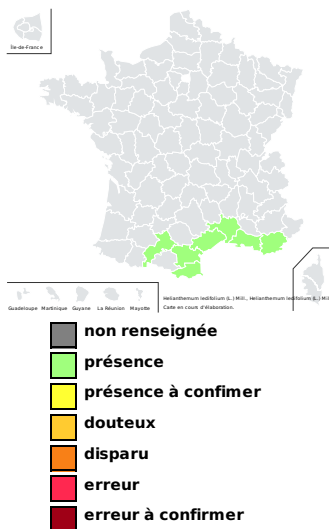 Île-de-France
Helianthemum ledifolium (L.) Mill., Helianthemum ledifolium (L.) Mill
Guadeloupe Martinique Guyane La Réunion Mayotte
Carte en cours d'élaboration.
non renseignée
présence
présence à confimer
douteux
disparu
erreur
erreur à confirmer